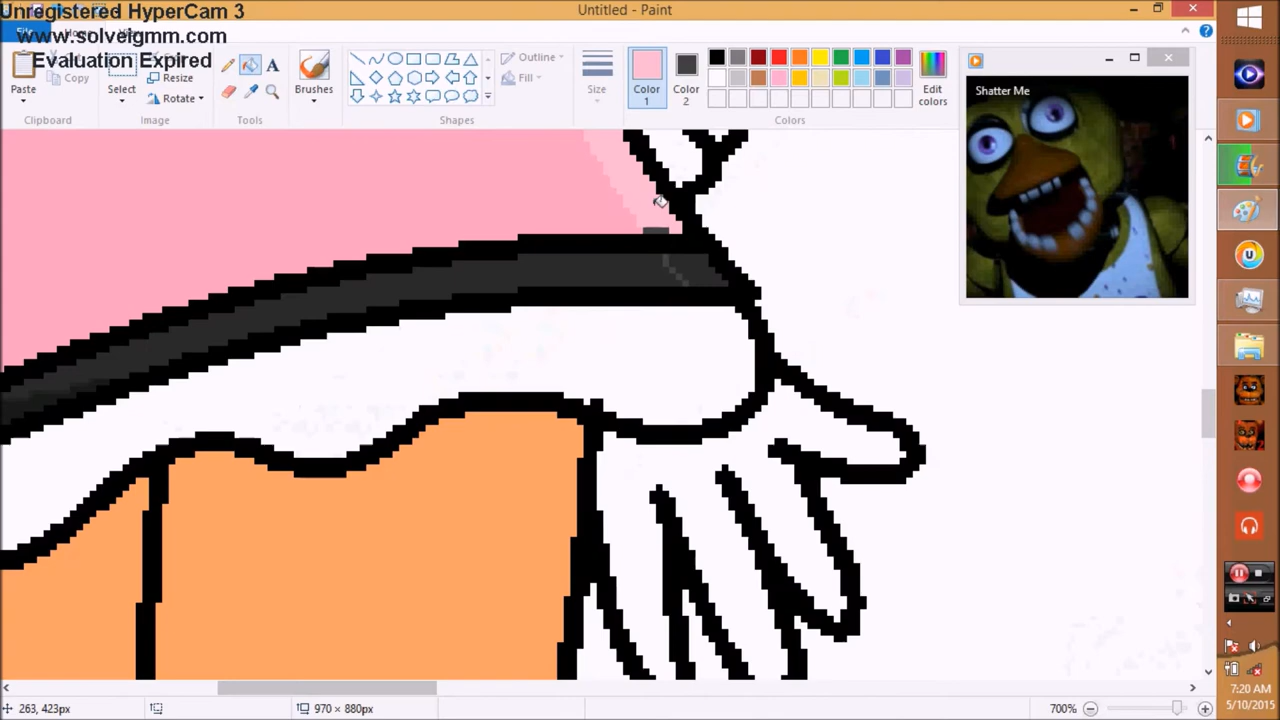 Unregistered HyperCam 3
www.solveigmm.com
Evaluation Expired
Untitled - Paint
File
Paste
Copy
Clipboard
Select
Resize
Rotate
Image
A
Tools
Brushes
Outline
Fill
Shapes
Size
Color 1
Color 2
Edit colors
Colors
Shatter Me
263, 423px
970 × 880px
700%
7:20 AM
5/10/2015